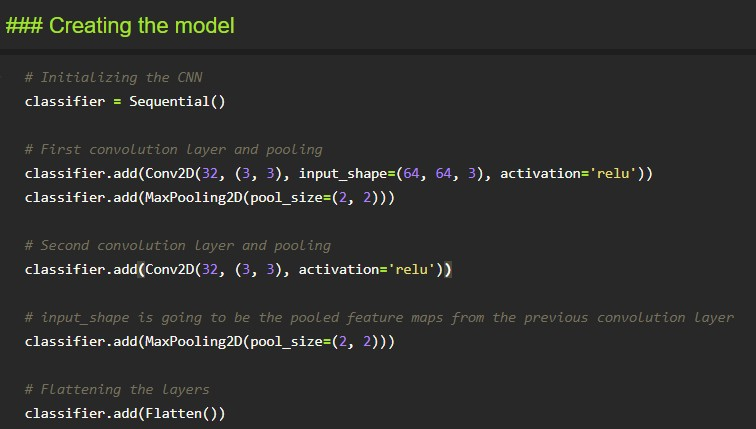 ### Creating the model
# Initializing the CNN
classifier = Sequential()
# First convolution layer and pooling
classifier.add(Conv2D(32, (3, 3), input_shape=(64, 64, 3), activation='relu'))
classifier.add(MaxPooling2D(pool_size=(2, 2)))
# Second convolution layer and pooling
classifier.add(Conv2D(32, (3, 3), activation='relu'))
# input_shape is going to be the pooled feature maps from the previous convolution layer
classifier.add(MaxPooling2D(pool_size=(2, 2)))
# Flattening the layers
classifier.add(Flatten())